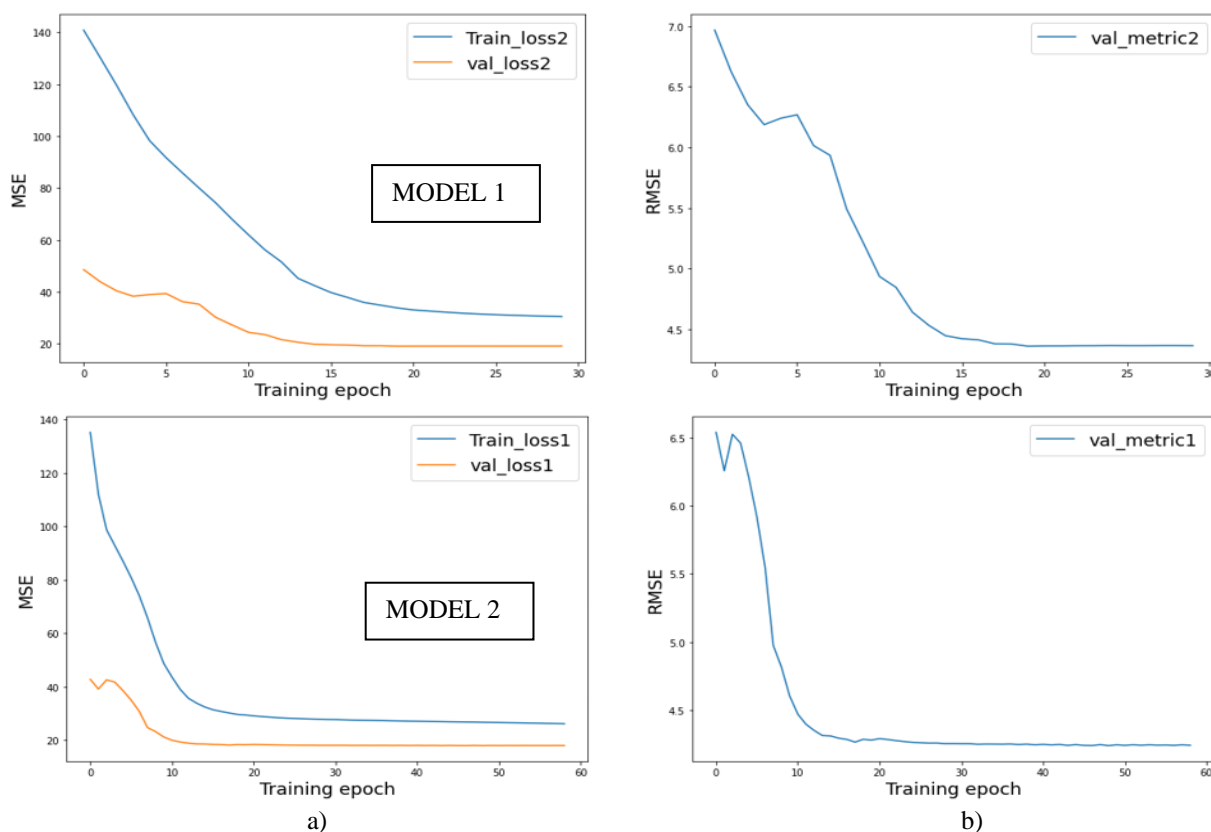 Train_loss2
val_loss2
MSE
140
120
100
80
60
40
20
MODEL 1
0 5 10 15 20 25 30
Training epoch
val_metric2
RMSE
7.0
6.5
6.0
5.5
5.0
4.5
0 5 10 15 20 25 30
Training epoch
Train_loss1
val_loss1
MSE
140
120
100
80
60
40
20
MODEL 2
0 10 20 30 40 50 60
Training epoch
a)
val_metric1
RMSE
6.5
6.0
5.5
5.0
4.5
0 10 20 30 40 50 60
Training epoch
b)